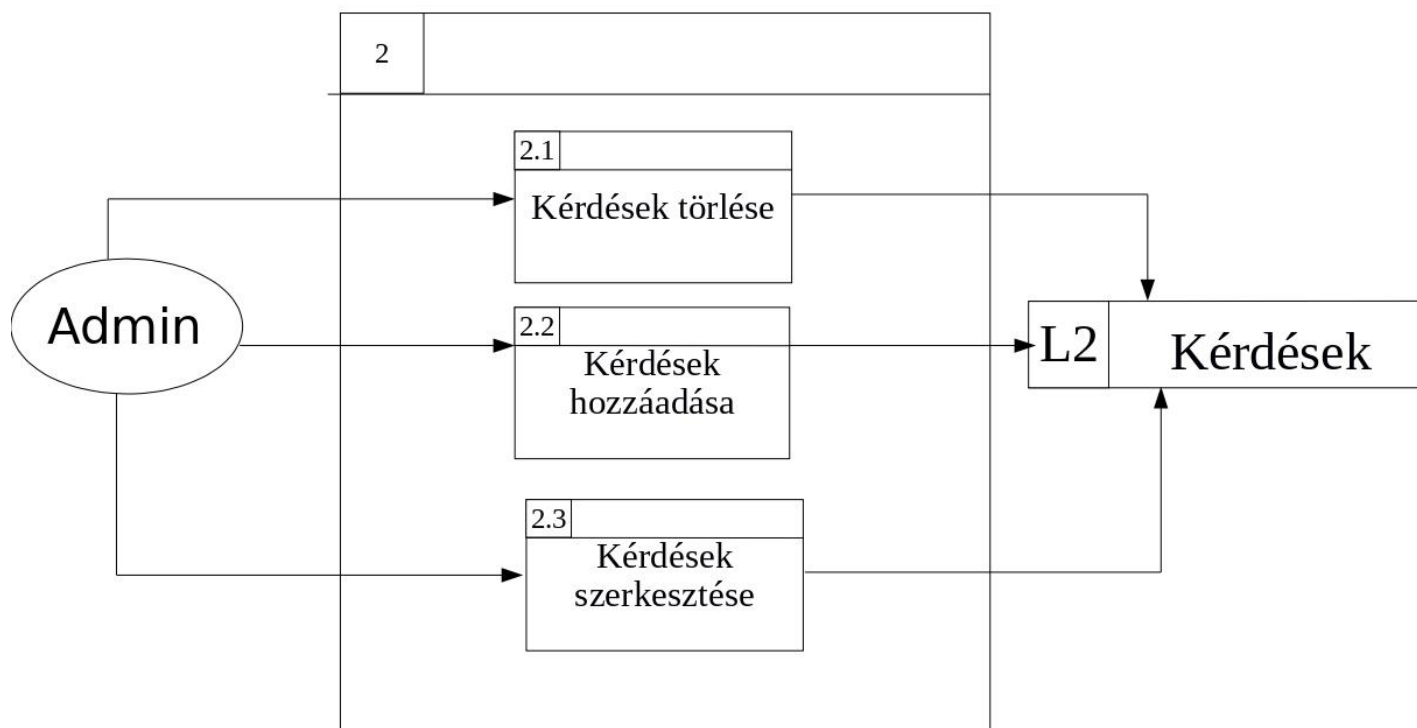 2
2.1
Kérdések törlése
Admin
2.2
Kérdések
hozzáadása
L2
Kérdések
2.3
Kérdések
szerkesztése